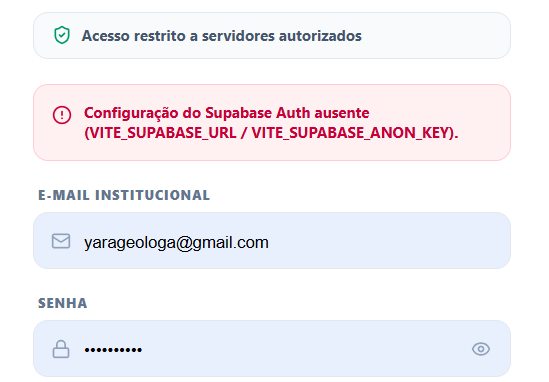 Acesso restrito a servidores autorizados
Configuração do Supabase Auth ausente
(VITE_SUPABASE_URL / VITE_SUPABASE_ANON_KEY).
E-MAIL INSTITUCIONAL
yarageologa@gmail.com
SENHA
••••••••••